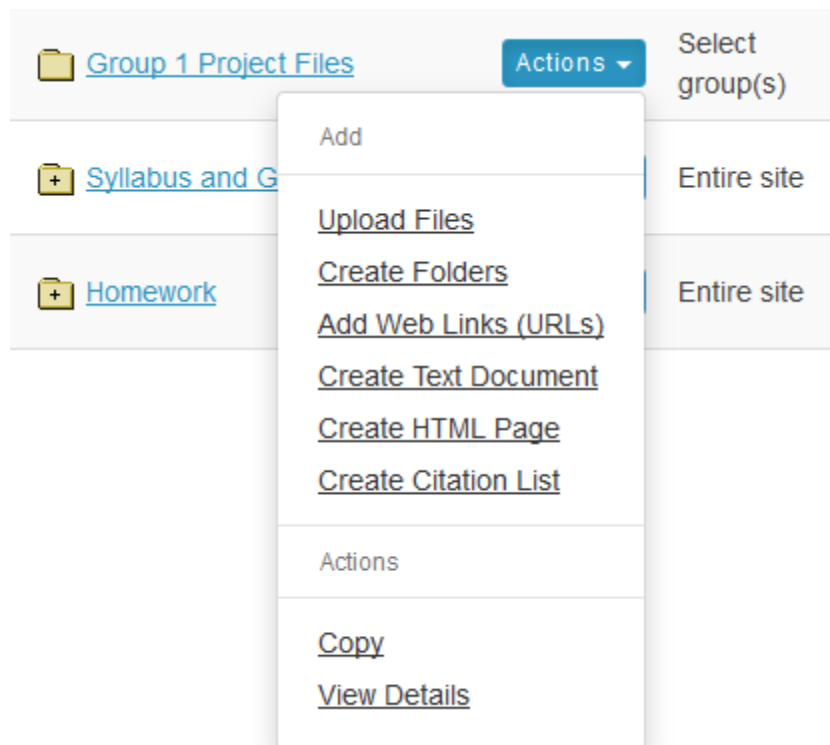 Group 1 Project Files
Actions
Select
group(s)
Add
Syllabus and G
Entire site
Upload Files
Create Folders
Homework
Entire site
Add Web Links (URLs)
Create Text Document
Create HTML Page
Create Citation List
Actions
Copy
View Details